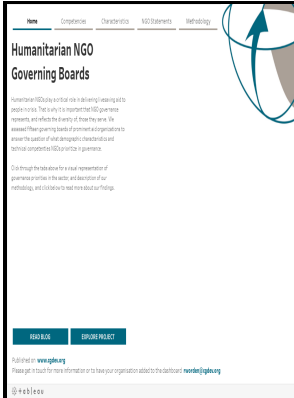 Home Competencies Characteristics NGO Statements Methodology
Humanitarian NGO
Governing Boards
Humanitarian NGOs play a critical role in delivering lifesaving aid to
people in crisis. That is why it is important that NGO governance
represents, and reflects the diversity of, those they serve. We
assessed fifteen governing boards of prominent aid organizations to
answer the question of what demographic characteristics and
technical competencies NGOs prioritize in governance.
Click through the tabs above for a visual representation of
governance priorities in the sector, and description of our
methodology, and click below to read more about our findings.
READ BLOG EXPLORE PROJECT
Published on www.cgdev.org
Please get in touch for more information or to have your organisation added to the dashboard rworden@cgdev.org
+ableau